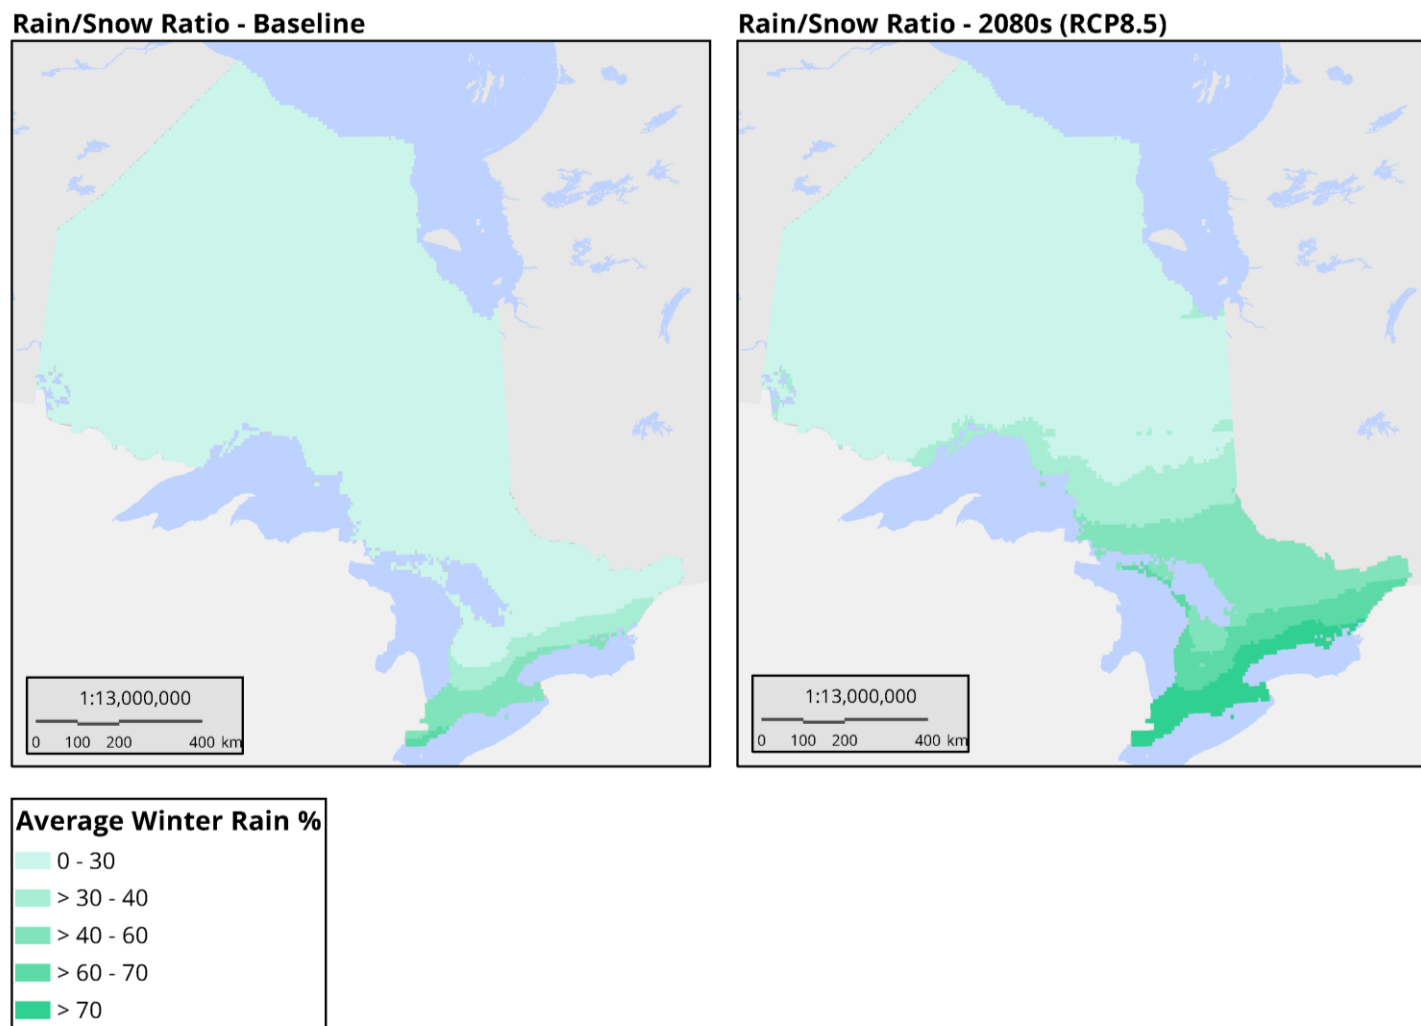 Rain/Snow Ratio - Baseline
Rain/Snow Ratio - 2080s (RCP8.5)
1:13,000,000
0 100 200 400 km
1:13,000,000
0 100 200 400 km
Average Winter Rain %
0 - 30
> 30 - 40
> 40 - 60
> 60 - 70
> 70